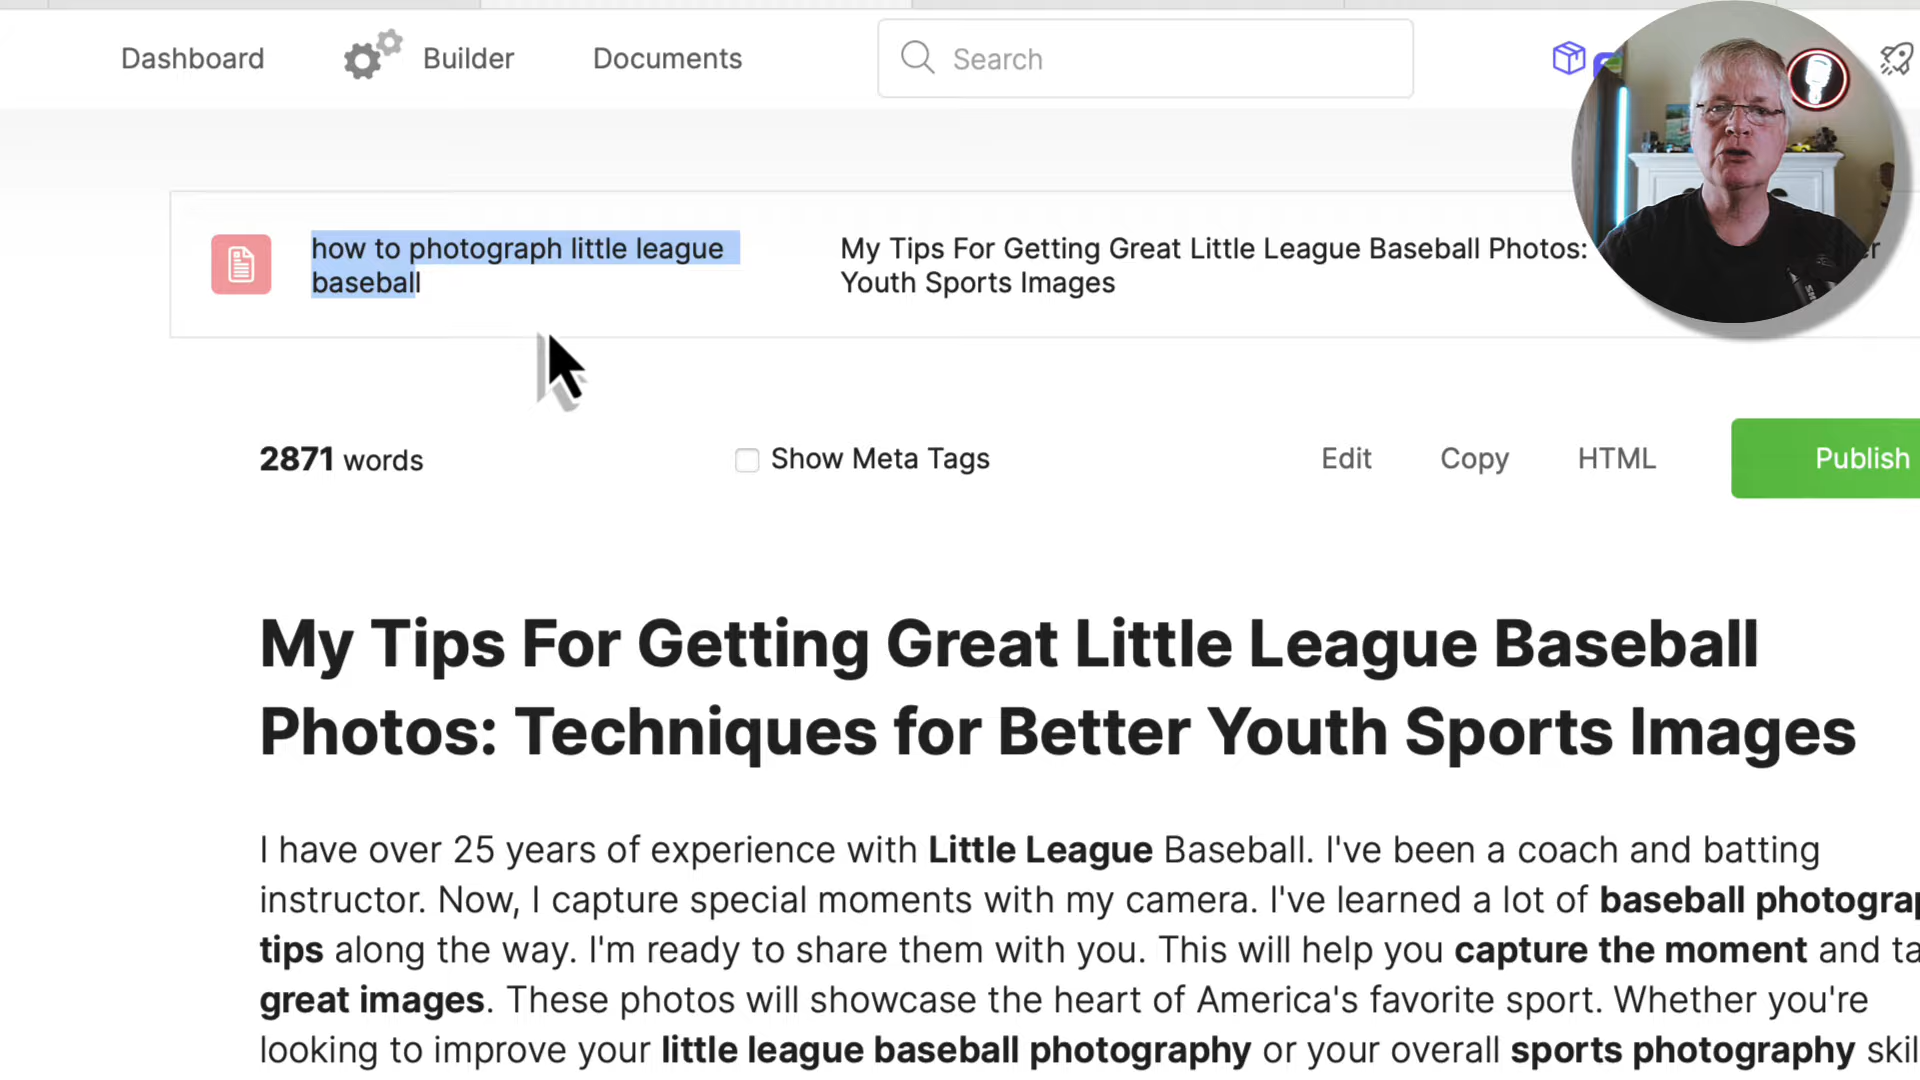 Dashboard Builder Documents Search
how to photograph little league My Tips For Getting Great Little League Baseball Photos:
baseball Youth Sports Images
2871 words Show Meta Tags Edit Copy HTML Publish
My Tips For Getting Great Little League Baseball
Photos: Techniques for Better Youth Sports Images
I have over 25 years of experience with Little League Baseball. I've been a coach and batting
instructor. Now, I capture special moments with my camera. I've learned a lot of baseball
tips along the way. I'm ready to share them with you. This will help you capture the moment and
great images. These photos will showcase the heart of America's favorite sport. Whether you're
looking to improve your little league baseball photography or your overall sports photography